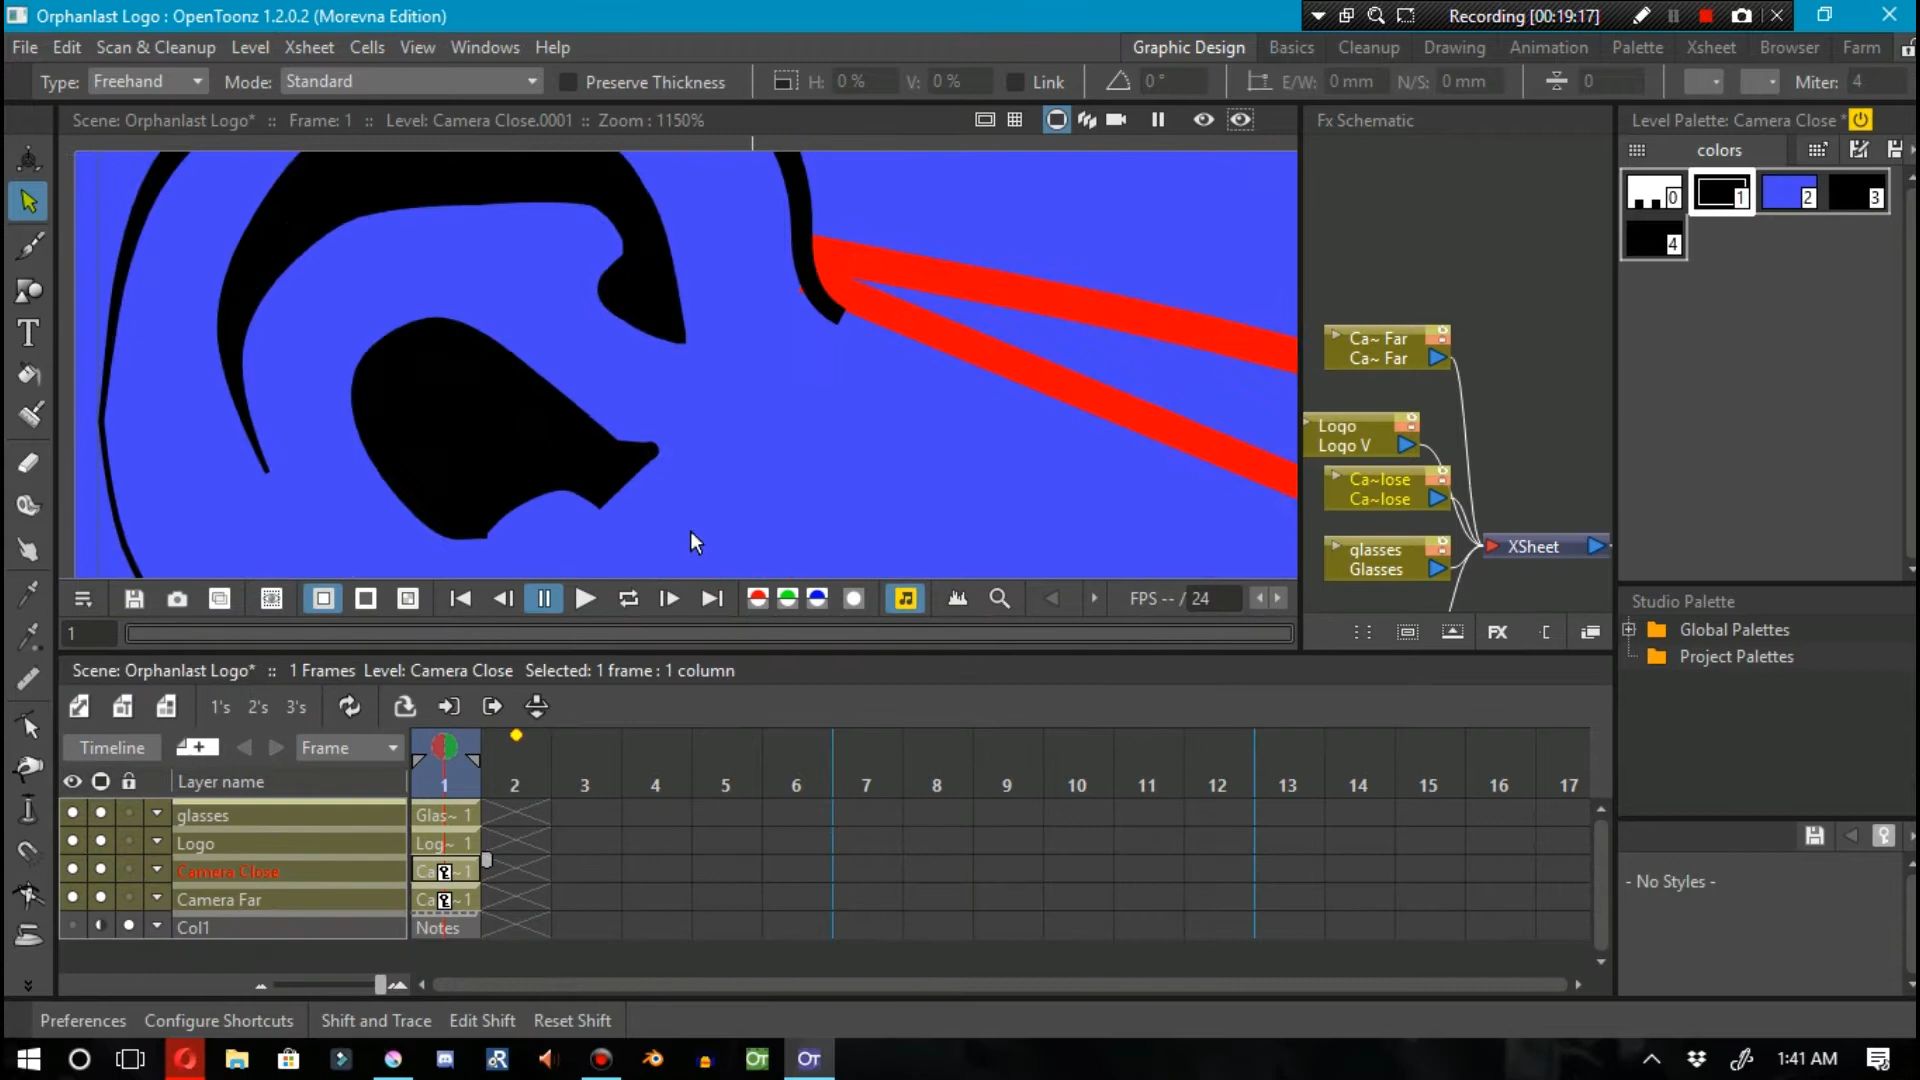 Orphanlast Logo : OpenToonz 1.2.0.2 (Morevna Edition)
Recording [00:19:17]
File Edit Scan & Cleanup Level Xsheet Cells View Windows Help
Graphic Design Basics Cleanup Drawing Animation Palette Xsheet Browser Farm
Type: Freehand Mode: Standard Preserve Thickness H: 0 % V: 0 % Link 0 ° E/W: 0 mm N/S: 0 mm 0 Miter: 4
Scene: Orphanlast Logo* :: Frame: 1 :: Level: Camera Close.0001 :: Zoom : 1150%
Fx Schematic
Level Palette: Camera Close *
colors
0 1 2 3
4
Ca~ Far
Ca~ Far
Logo
Logo V
Ca~lose
Ca~lose
glasses
Glasses
XSheet
FPS -- / 24
1
FX
Studio Palette
Global Palettes
Project Palettes
Scene: Orphanlast Logo* :: 1 Frames Level: Camera Close Selected: 1 frame : 1 column
1's 2's 3's
Timeline Frame
Layer name
1 2 3 4 5 6 7 8 9 10 11 12 13 14 15 16 17
glasses Glas~ 1
Logo Log~ 1
Camera Close Ca~1
Camera Far Ca~1
Col1 Notes
- No Styles -
Preferences Configure Shortcuts Shift and Trace Edit Shift Reset Shift
OT OT
1:41 AM